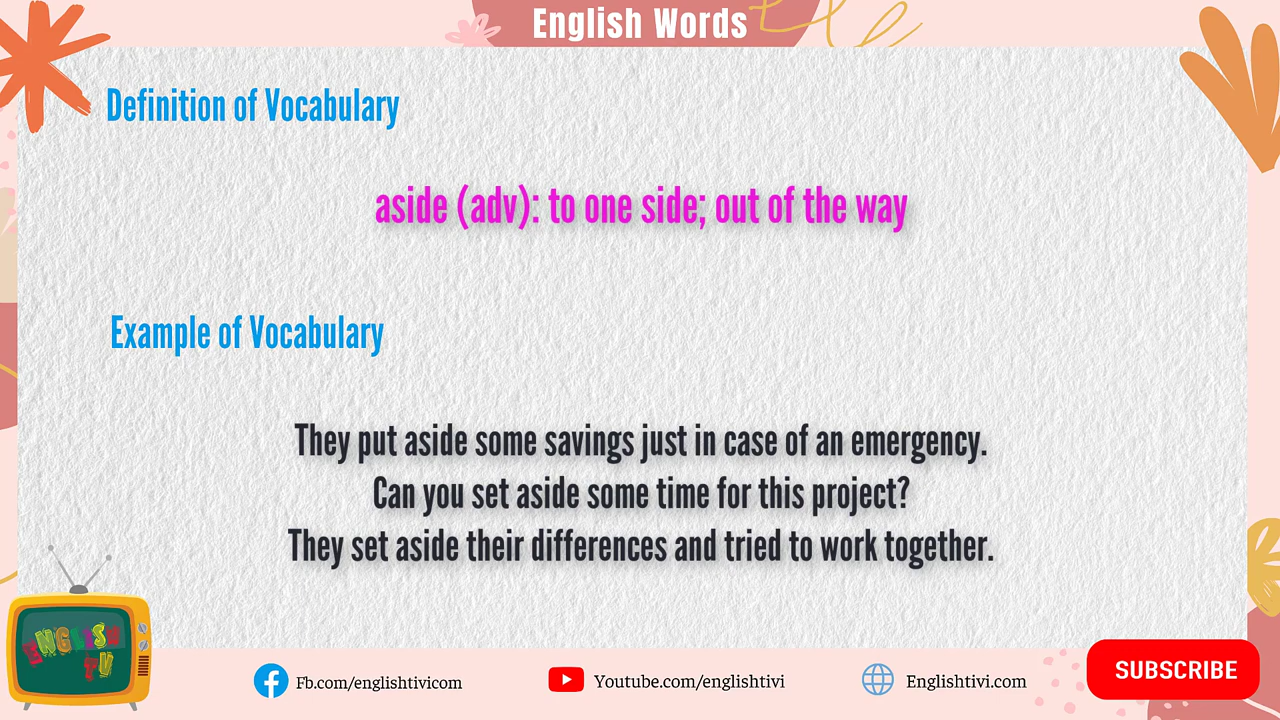 English Words
Definition of Vocabulary
aside (adv): to one side; out of the way
Example of Vocabulary
They put aside some savings just in case of an emergency.
Can you set aside some time for this project?
They set aside their differences and tried to work together.
ENGLISH
TV
Fb.com/englishtivicom
Youtube.com/englishtivi
Englishtivi.com
SUBSCRIBE